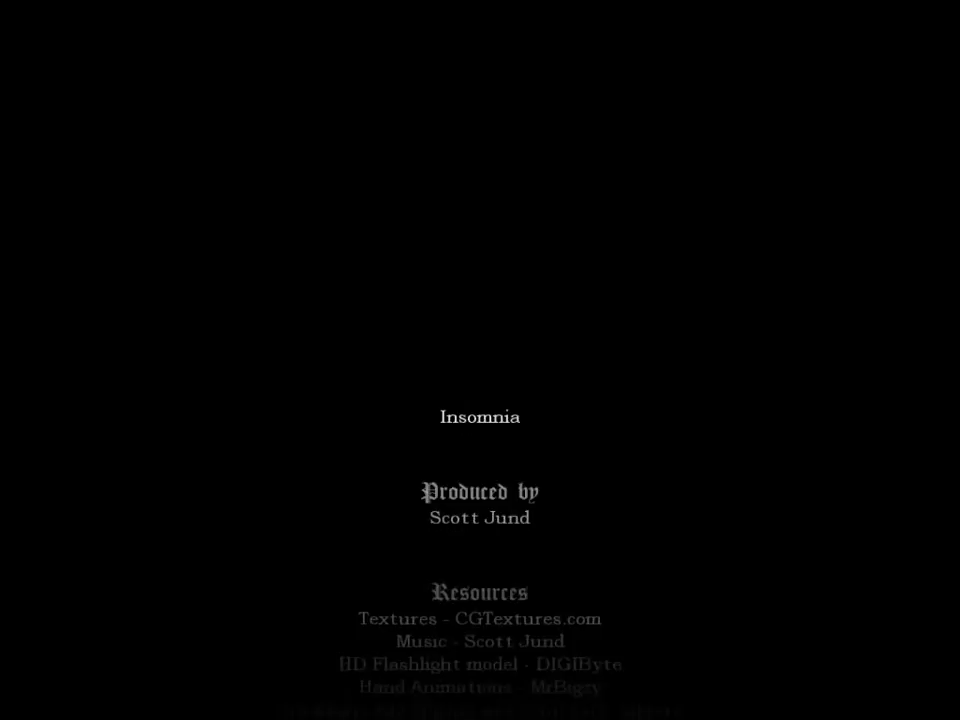 Insomnia
Produced by
Scott Jund
Resources
Textures - CGTextures.com
Music - Scott Jund
HD Flashlight model - DIGIByte
Hand Animations - MrBigzy